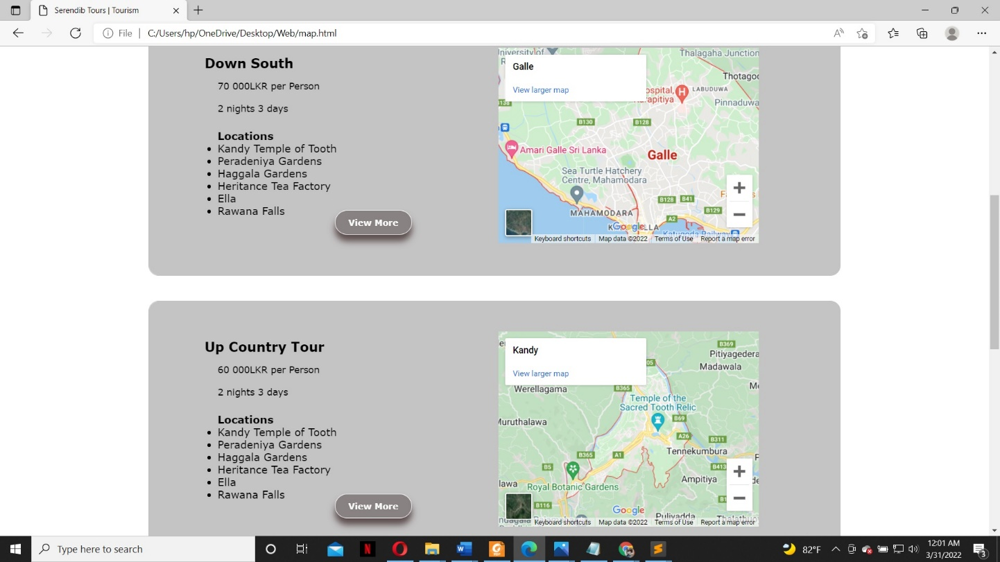 Serendib Tours | Tourism
File
C:/Users/hp/OneDrive/Desktop/Web/map.html
Down South
70 000LKR per Person
2 nights 3 days
Locations
Kandy Temple of Tooth
Peradeniya Gardens
Haggala Gardens
Heritance Tea Factory
Ella
Rawana Falls
View More
University of
Thalagaha Junction
Galle
View larger map
Thotagod
LABUDUWA
ospital,
Karapitiya
Pinnaduwa
B130
B128
Amari Galle Sri Lanka
Galle
Sea Turtle Hatchery
Centre, Mahamodara
B128
B41
B129
MAHAMODARA
A2
Google
Katugoda Railway
Keyboard shortcuts
Map data ©2022
Terms of Use
Report a map error
Up Country Tour
60 000LKR per Person
2 nights 3 days
Locations
Kandy Temple of Tooth
Peradeniya Gardens
Haggala Gardens
Heritance Tea Factory
Ella
Rawana Falls
View More
Kandy
View larger map
B369
Pitiyagedera
Madawala
05
Werellagama
B365
Temple of the
Sacred Tooth Relic
Muruthalawa
B69
A26
B311
Tennekumbura
B365
A1
B5
B413
Ampitiya
lawa
Royal Botanic Gardens
B116
Google
Puliyadda
Keyboard shortcuts
Map data ©2022
Terms of Use
Report a map error
Type here to search
82°F
12:01 AM
3/31/2022
3